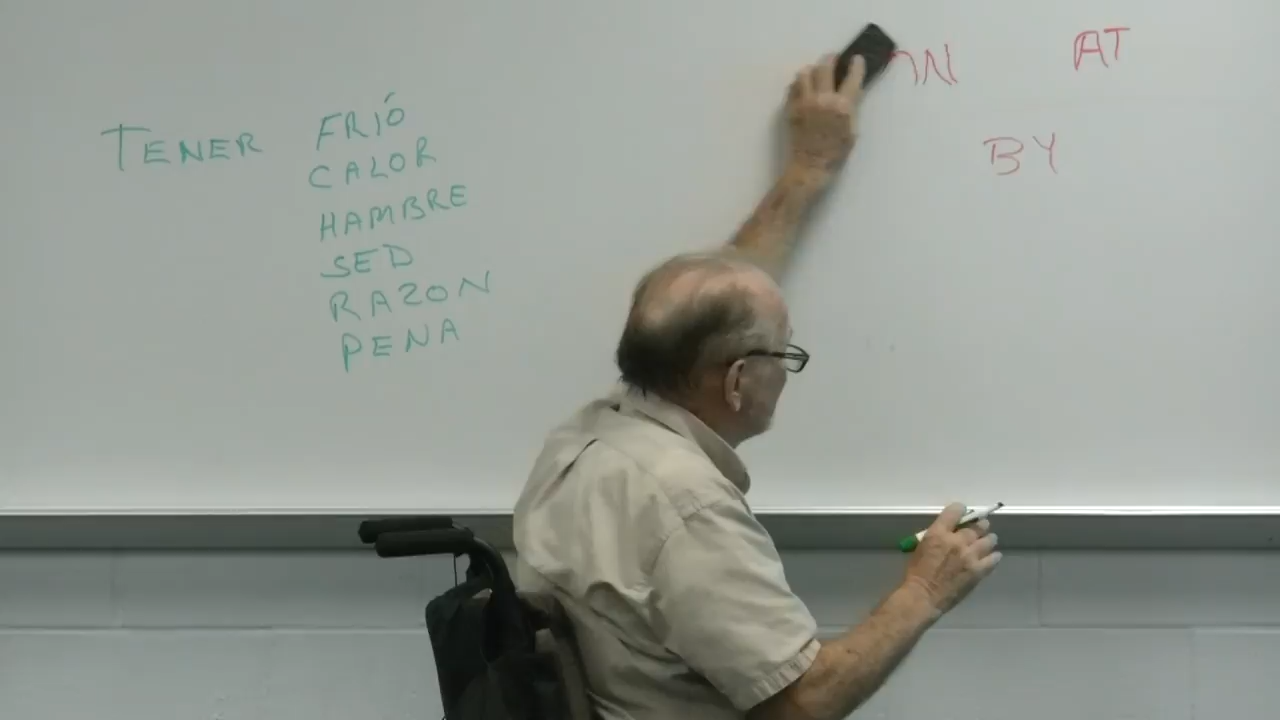 TENER FRIÓ
CALOR
HAMBRE
SED
RAZON
PENA
AT
BY